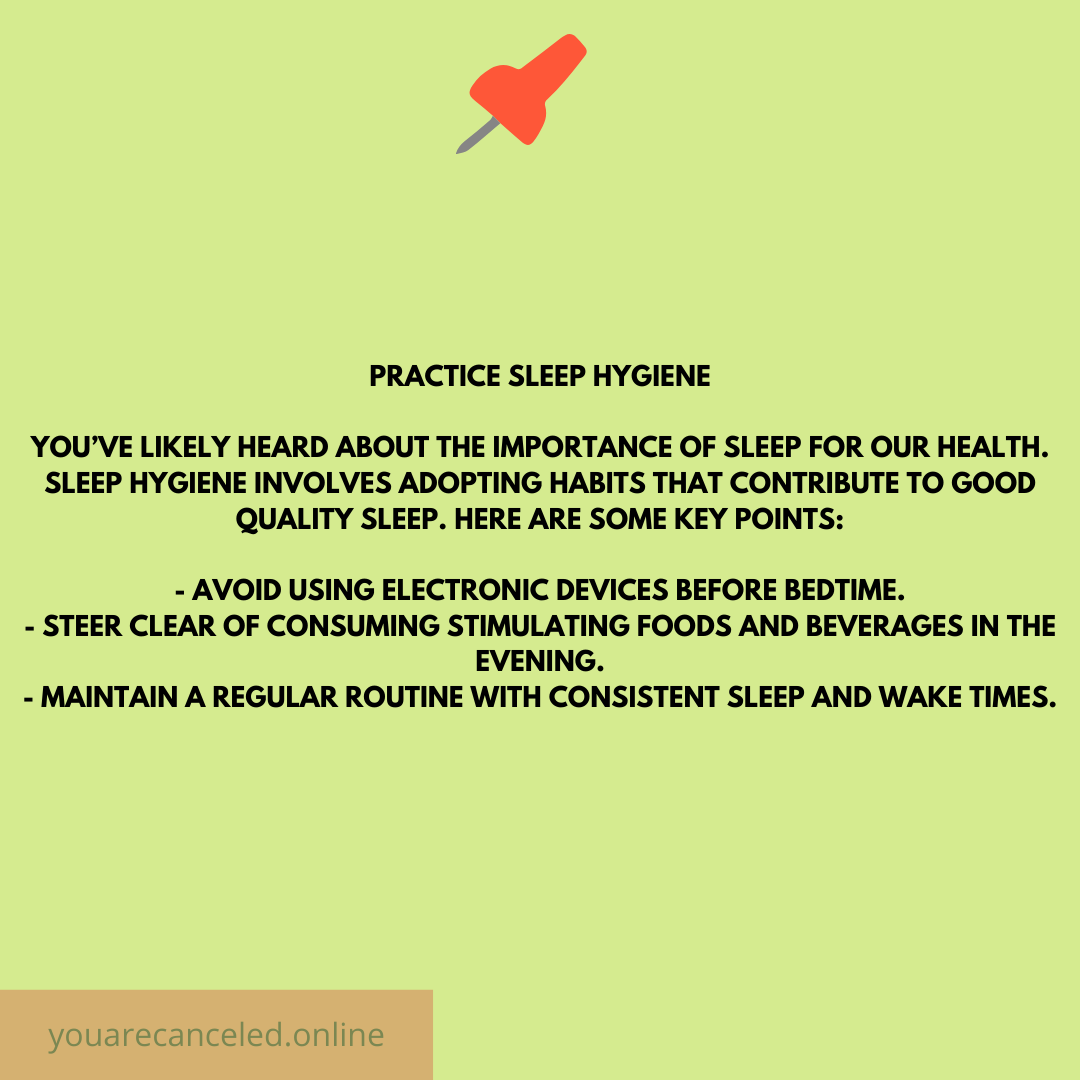 PRACTICE SLEEP HYGIENE
YOU’VE LIKELY HEARD ABOUT THE IMPORTANCE OF SLEEP FOR OUR HEALTH.
SLEEP HYGIENE INVOLVES ADOPTING HABITS THAT CONTRIBUTE TO GOOD
QUALITY SLEEP. HERE ARE SOME KEY POINTS:
- AVOID USING ELECTRONIC DEVICES BEFORE BEDTIME.
- STEER CLEAR OF CONSUMING STIMULATING FOODS AND BEVERAGES IN THE
EVENING.
- MAINTAIN A REGULAR ROUTINE WITH CONSISTENT SLEEP AND WAKE TIMES.
youarecanceled.online